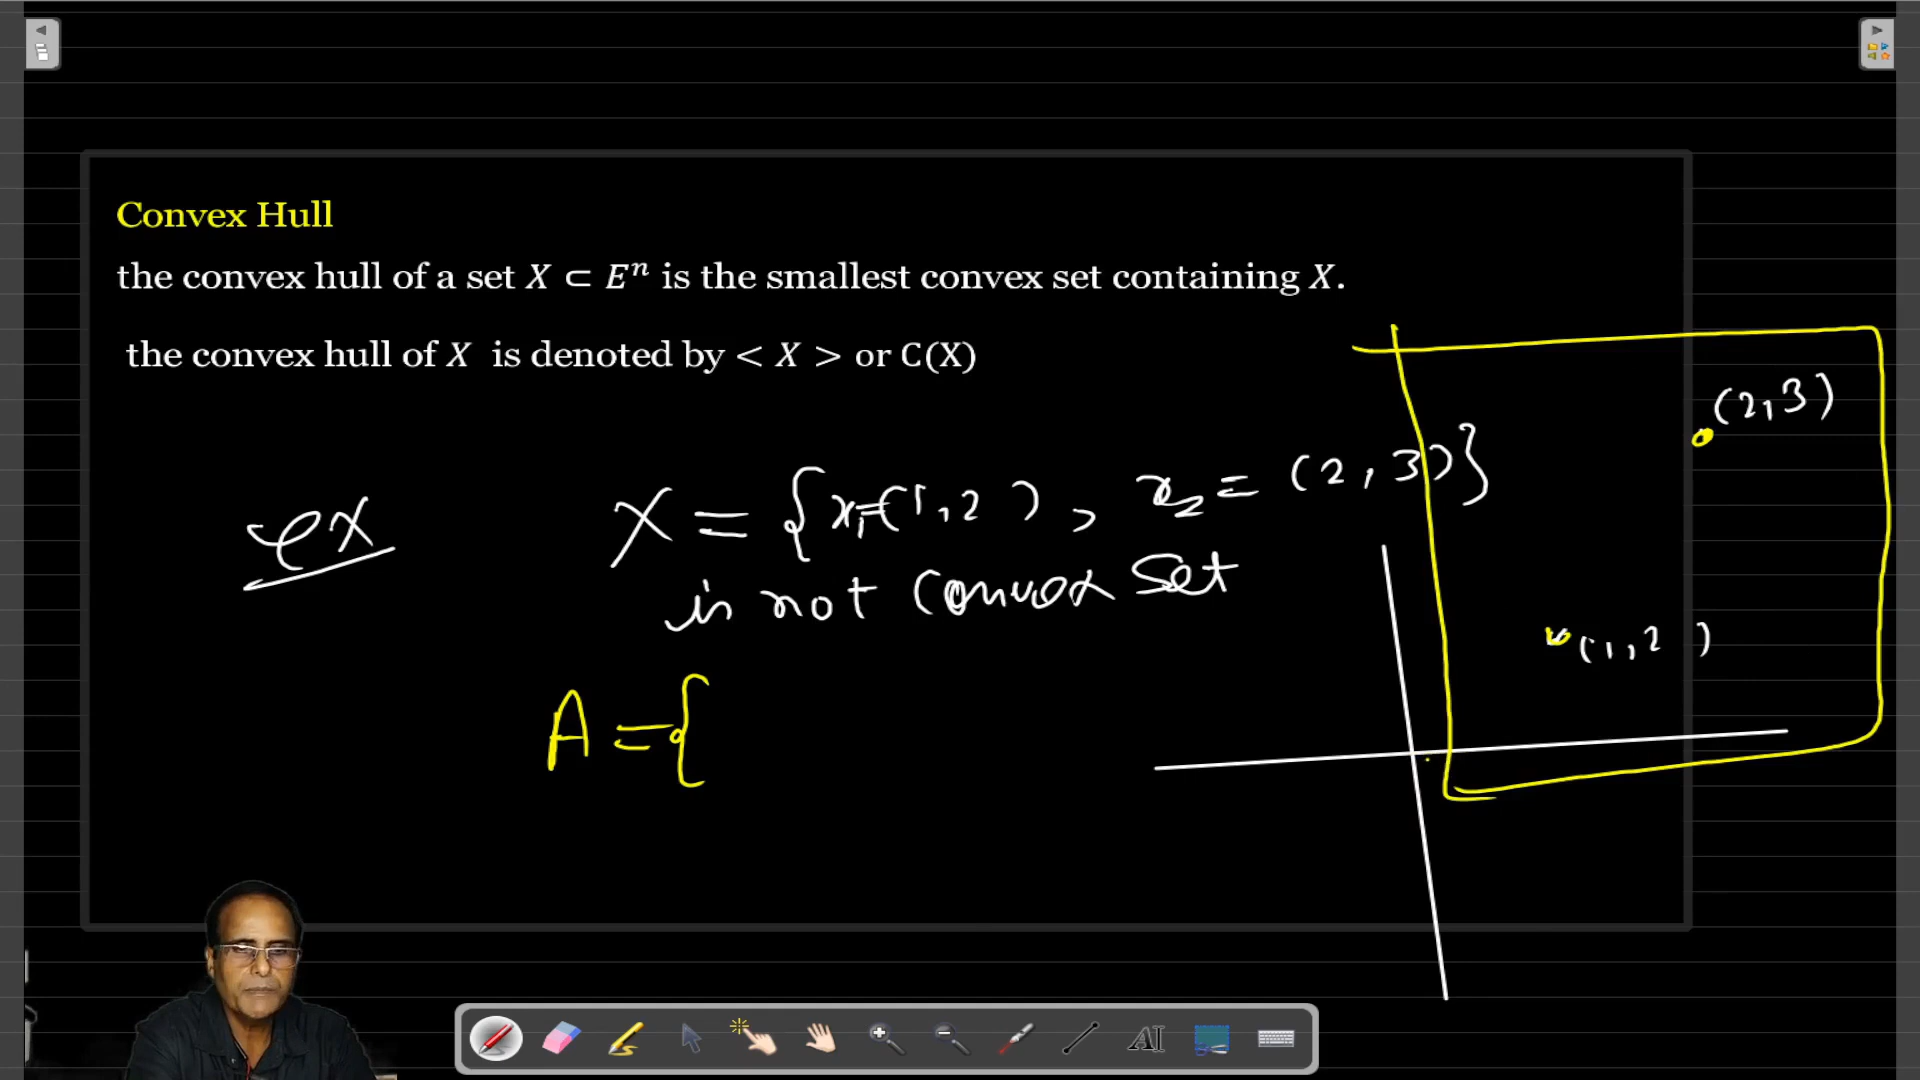 Convex Hull
the convex hull of a set X ⊂ Eⁿ is the smallest convex set containing X.
the convex hull of X is denoted by < X > or C(X)
(2,3)
ex X = {x₁=(1,2), x₂ = (2,3)}
is not convex set
(1,2)
A = {
AI